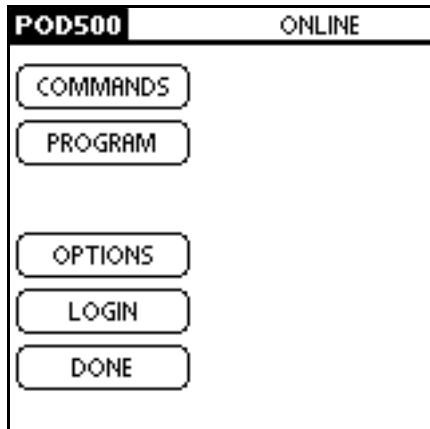 POD500 ONLINE
COMMANDS
PROGRAM
OPTIONS
LOGIN
DONE